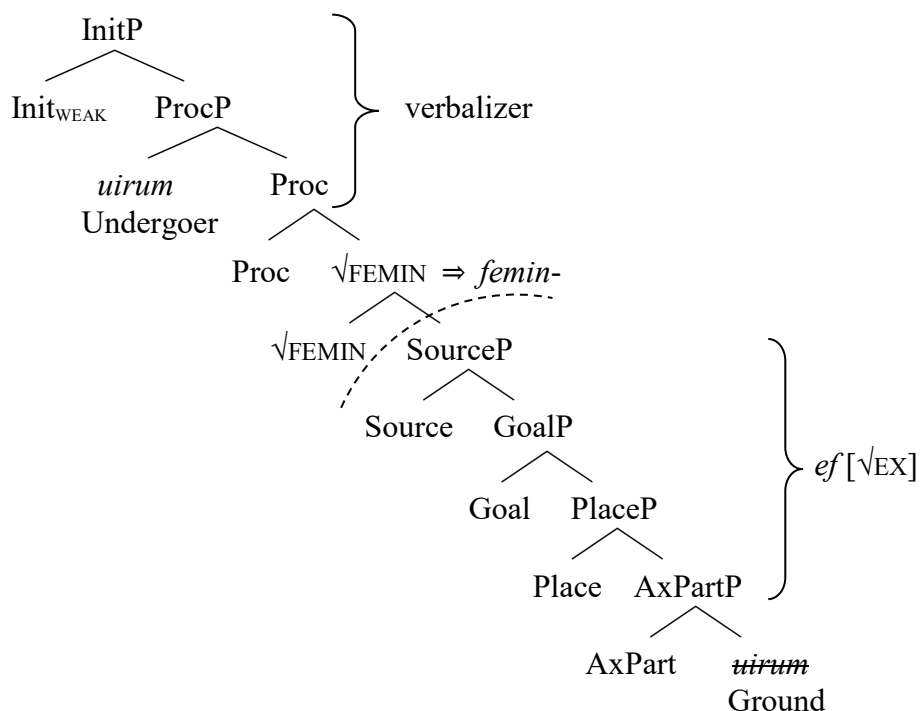 InitP
InitWEAK ProcP verbalizer
uirum Proc
Undergoer
Proc √FEMIN ⇒ femin-
√FEMIN SourceP
Source GoalP
ef [√EX]
Goal PlaceP
Place AxPartP
AxPart uirum
Ground